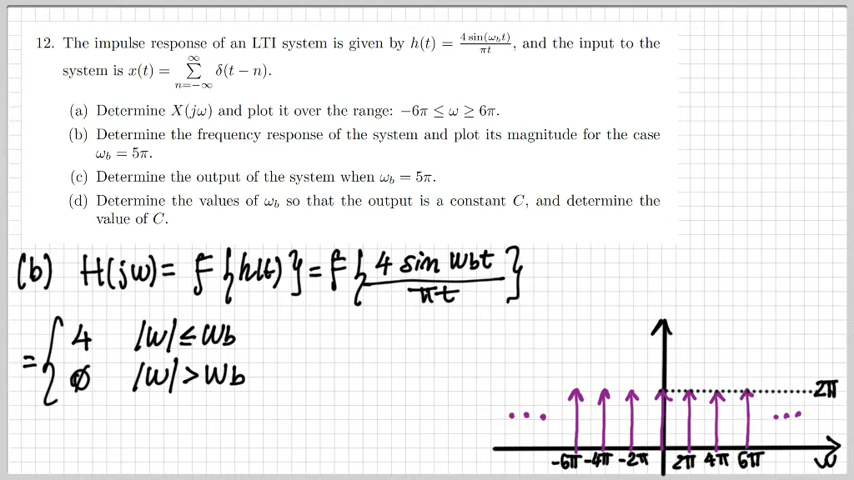 12. The impulse response of an LTI system is given by h(t) = 4 sin(ω_b t)/πt, and the input to the
system is x(t) = ∑_{n=−∞}^{∞} δ(t − n).
(a) Determine X(jω) and plot it over the range: −6π ≤ ω ≥ 6π.
(b) Determine the frequency response of the system and plot its magnitude for the case
ω_b = 5π.
(c) Determine the output of the system when ω_b = 5π.
(d) Determine the values of ω_b so that the output is a constant C, and determine the
value of C.
(b) H(jω) = F{h(t)} = F{4 sin ω_b t/πt}
= { 4 |ω| ≤ ω_b
0 |ω| > ω_b
2π
... ...
-6π -4π -2π 2π 4π 6π ω